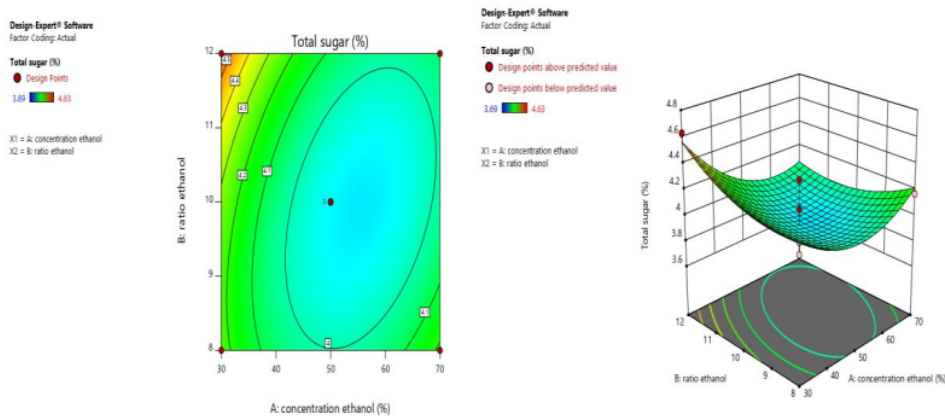 Design-Expert® Software
Factor Coding: Actual
Total sugar (%)
Design Points
3.69 4.63
X1 = A: concentration ethanol
X2 = B: ratio ethanol
Total sugar (%)
12
11
10
9
8
B: ratio ethanol
4.5
4.4
4.3
4.2
4.1
5
4.1
4
30 40 50 60 70
A: concentration ethanol (%)
Design-Expert® Software
Factor Coding: Actual
Total sugar (%)
Design points above predicted value
Design points below predicted value
3.69 4.63
X1 = A: concentration ethanol
X2 = B: ratio ethanol
4.8
4.6
4.4
4.2
4
3.8
3.6
Total sugar (%)
12
11
10
9
8
B: ratio ethanol
30
40
50
60
70
A: concentration ethanol (%)